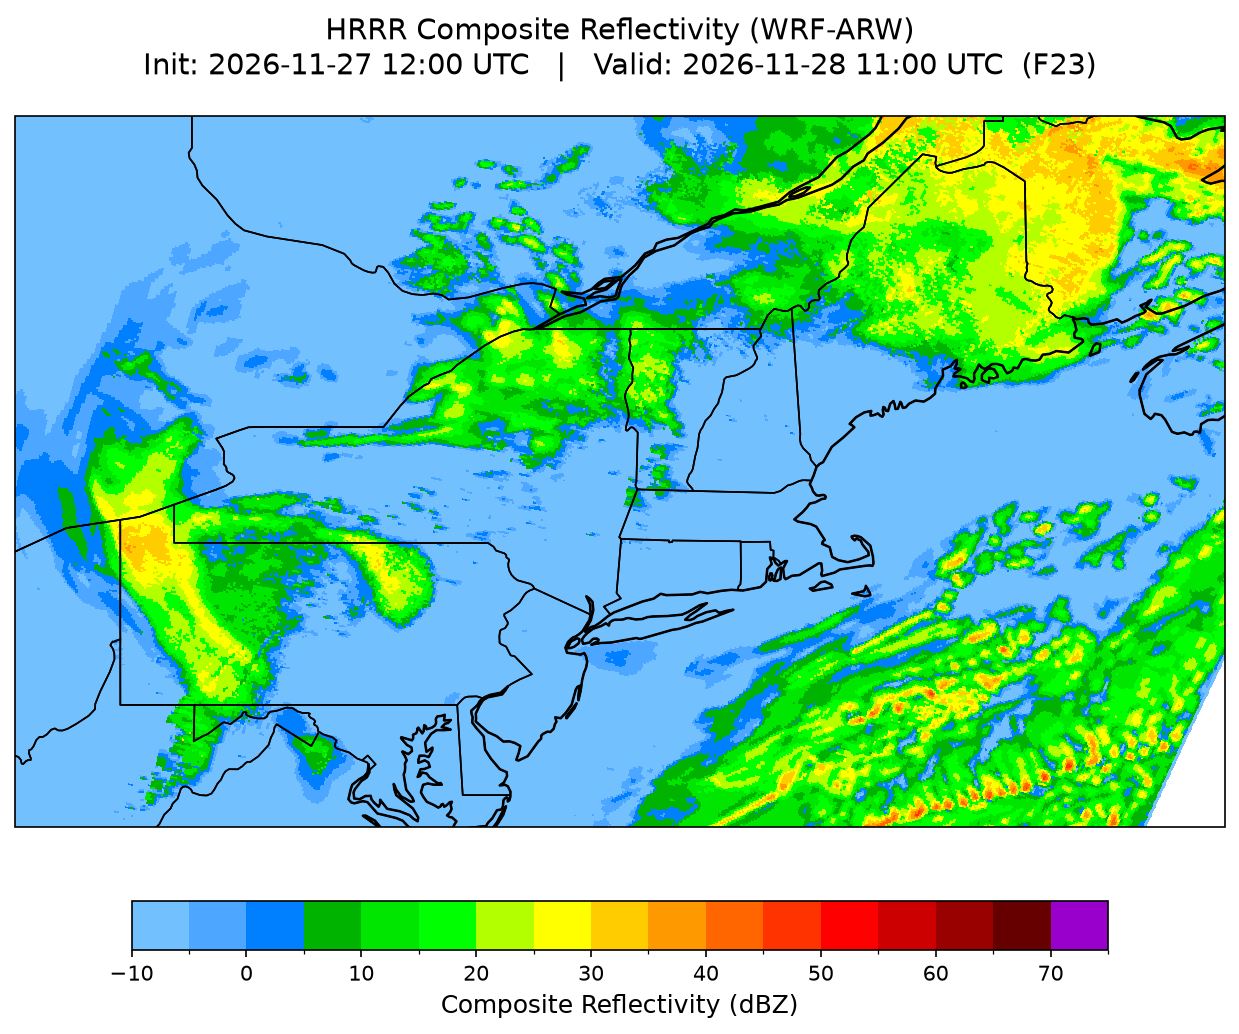 HRRR Composite Reflectivity (WRF-ARW)
Init: 2026-11-27 12:00 UTC   |   Valid: 2026-11-28 11:00 UTC  (F23)
−10 0 10 20 30 40 50 60 70
Composite Reflectivity (dBZ)